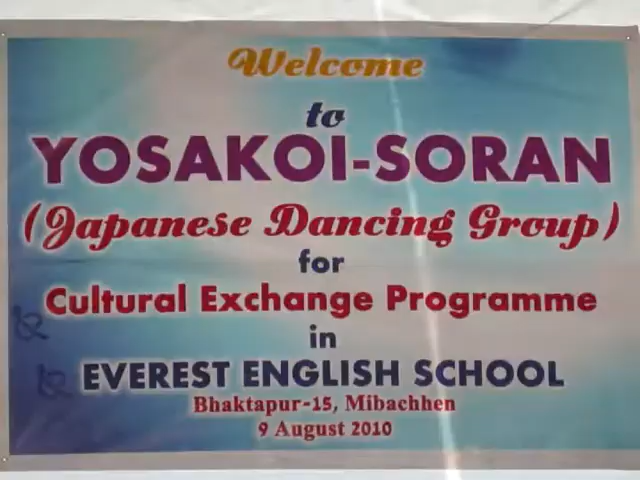 Welcome
to
YOSAKOI-SORAN
(Japanese Dancing Group)
for
Cultural Exchange Programme
in
EVEREST ENGLISH SCHOOL
Bhaktapur-15, Mibachhen
9 August 2010